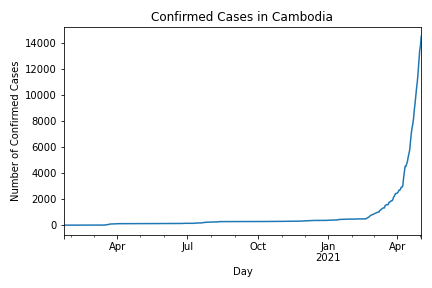 Confirmed Cases in Cambodia
14000
12000
10000
8000
6000
4000
2000
0
Number of Confirmed Cases
Apr Jul Oct Jan Apr
2021
Day